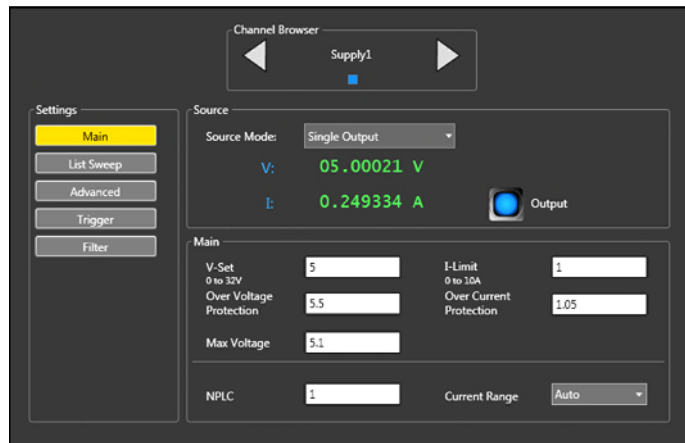 Channel Browser
Supply1
Settings
Main
List Sweep
Advanced
Trigger
Filter
Source
Source Mode: Single Output
V: 05.00021 V
I: 0.249334 A
Output
Main
V-Set 5 I-Limit 1
0 to 32V 0 to 10A
Over Voltage Protection 5.5 Over Current Protection 1.05
Max Voltage 5.1
NPLC 1 Current Range Auto